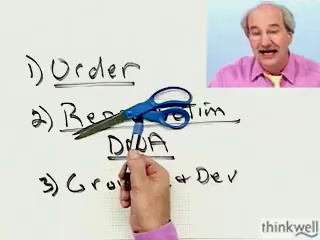 1) Order
2)
DNA
3) + Dev
thinkwell